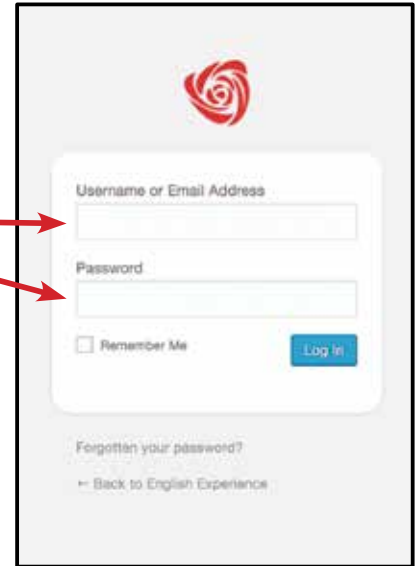 Username or Email Address
Password
Remember Me
Log In
Forgotten your password?
← Back to English Experience